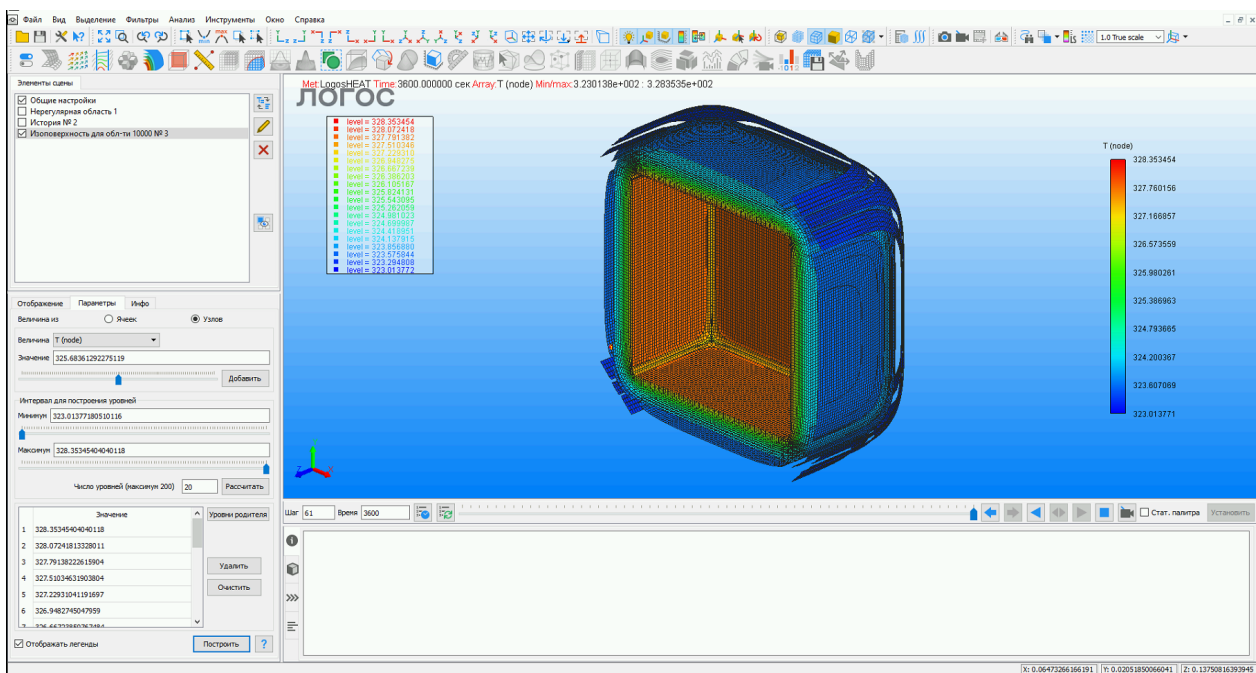 Файл Вид Выделение Фильтры Анализ Инструменты Окно Справка
1.0 True scale
Элементы сцены
Общие настройки
Нерегулярная область 1
История № 2
Изоповерхность для обл-ти 10000 № 3
Отображение Параметры Инфо
Величина из Ячеек Узлов
Величина T (node)
Значение 325.68361292275119
Добавить
Интервал для построения уровней
Минимум 323.01377180510116
Максимум 328.35345404040118
Число уровней (максимум 200) 20 Рассчитать
Значение Уровни родителя
1 328.35345404040118
2 328.07241813328011
3 327.79138222615904
4 327.51034631903804
5 327.22931041191697
6 326.9482745047959
Удалить
Очистить
Отображать легенды Построить ?
Met:LogosHEAT Time:3600.000000 сек Array:T (node) Min/max:3.230138e+002 : 3.283535e+002
ЛОГОС
level = 328.353454
level = 328.072418
level = 327.791382
level = 327.510346
level = 327.229310
level = 326.105167
level = 325.824131
level = 325.543095
level = 325.262059
level = 324.981023
level = 324.699987
level = 324.418951
level = 324.137915
level = 323.856880
level = 323.575844
level = 323.294808
level = 323.013772
T (node)
328.353454
327.760156
327.166857
326.573559
325.980261
325.386963
324.793665
324.200367
323.607069
323.013771
Шаг 61 Время 3600 Стат. палитра Установить
X: 0.06473266166191 Y: 0.02051850066041 Z: 0.13750816393945